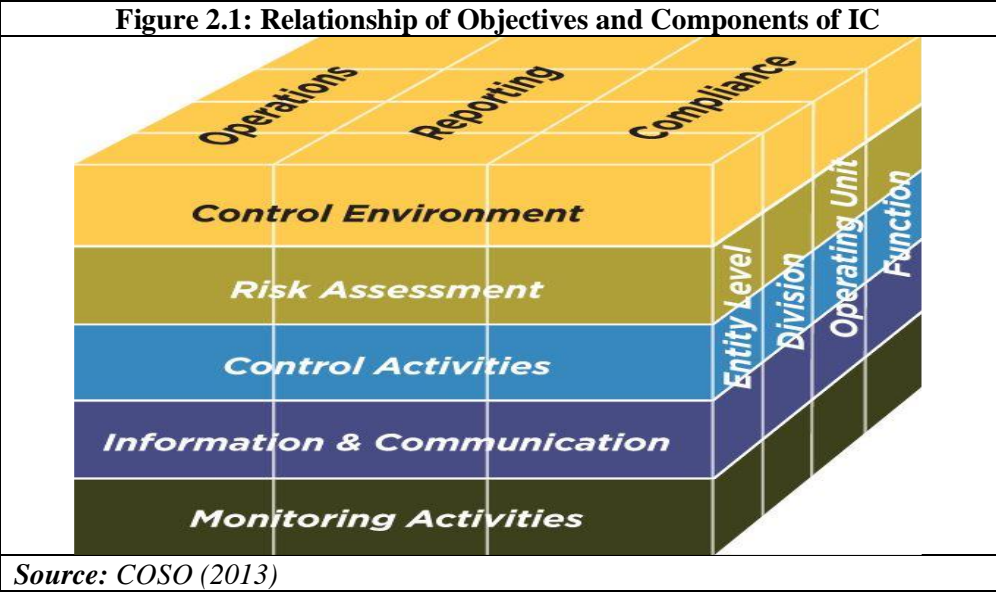 Figure 2.1: Relationship of Objectives and Components of IC
Operations
Reporting
Compliance
Control Environment
Risk Assessment
Control Activities
Information & Communication
Monitoring Activities
Entity Level
Division
Operating Unit
Function
Source: COSO (2013)